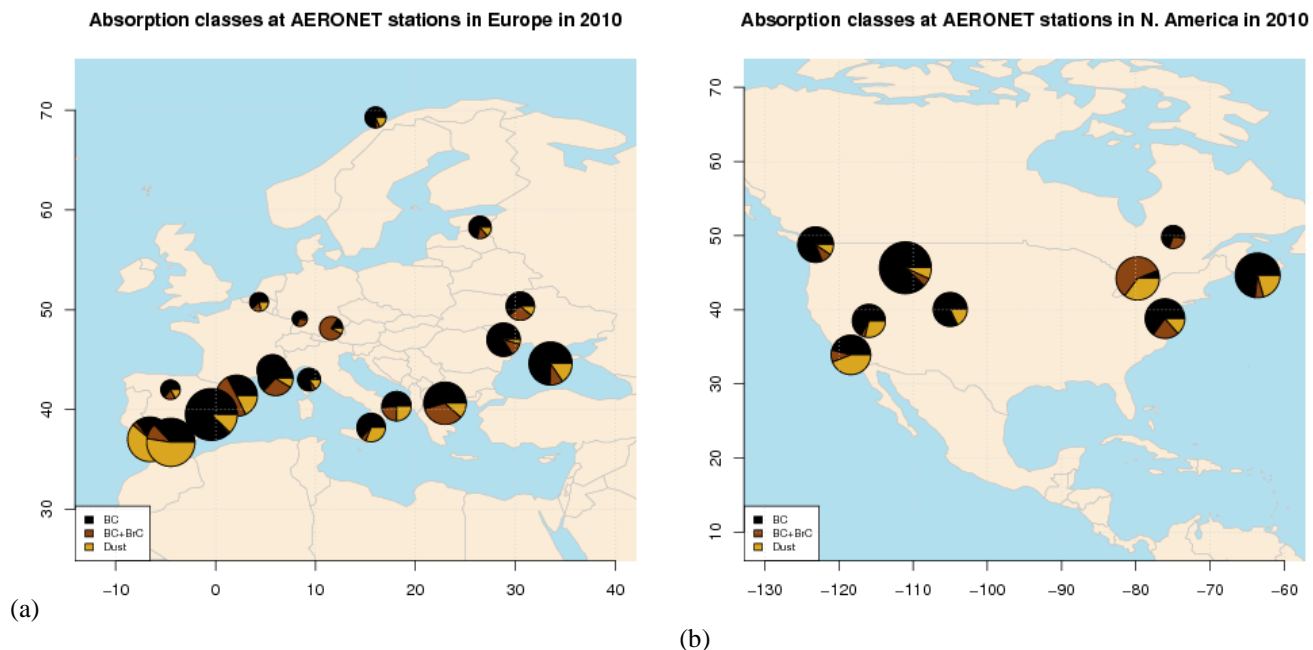 Absorption classes at AERONET stations in Europe in 2010
70
60
50
40
30
BC
BC+BrC
Dust
−10 0 10 20 30 40
(a)
Absorption classes at AERONET stations in N. America in 2010
70
60
50
40
30
20
10
BC
BC+BrC
Dust
−130 −120 −110 −100 −90 −80 −70 −60
(b)